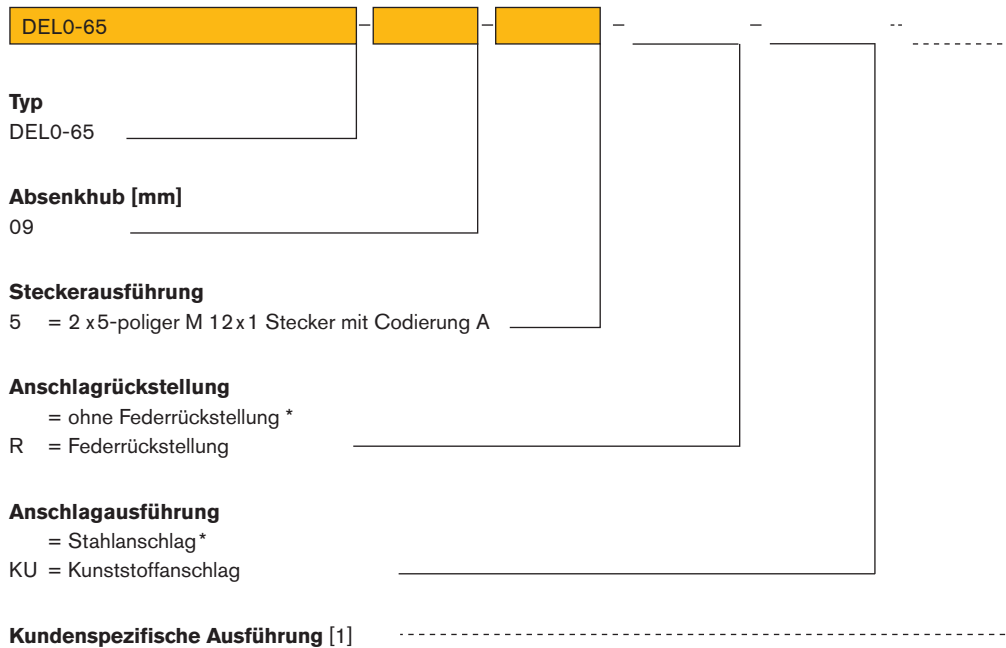 DEL0-65 – – -- – --
Typ
DEL0-65
Absenkhub [mm]
09
Steckerausführung
5 = 2 x 5-poliger M 12 x 1 Stecker mit Codierung A
Anschlagrückstellung
= ohne Federrückstellung *
R = Federrückstellung
Anschlagausführung
= Stahlanschlag *
KU = Kunststoffanschlag
Kundenspezifische Ausführung [1]